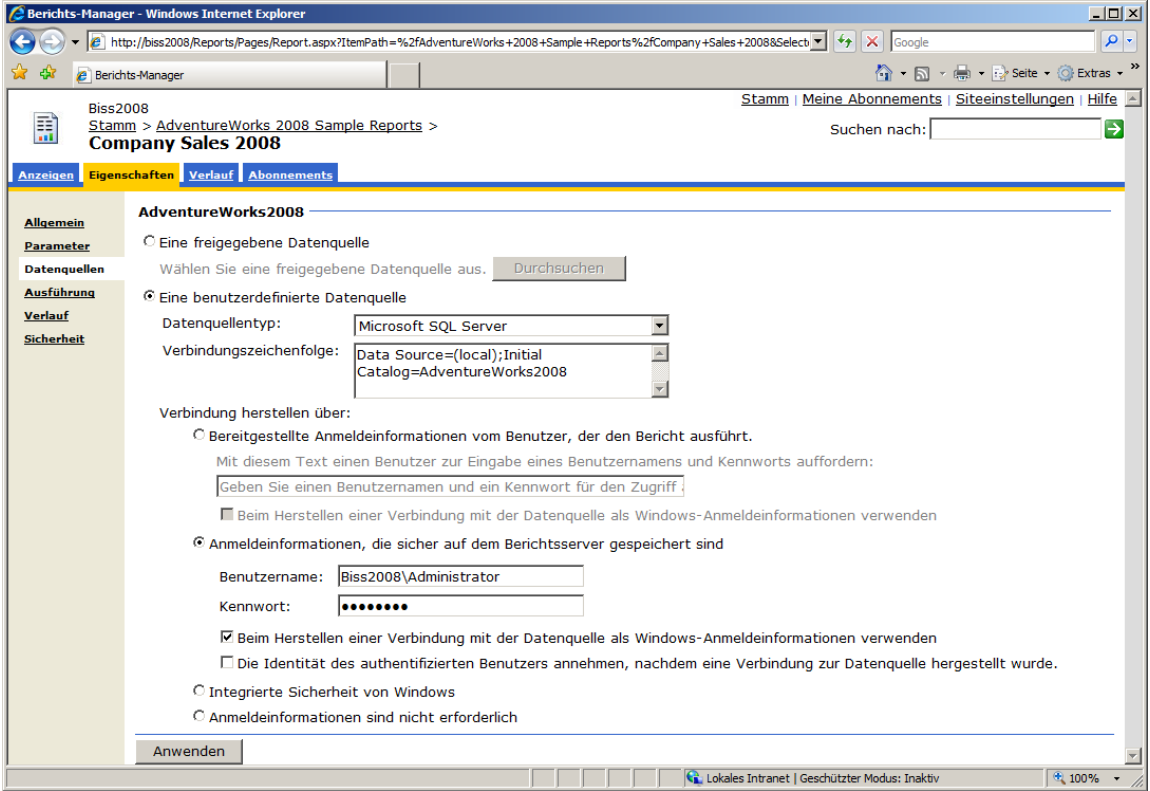 Berichts-Manager - Windows Internet Explorer
http://biss2008/Reports/Pages/Report.aspx?ItemPath=%2fAdventureWorks+2008+Sample+Reports%2fCompany+Sales+2008&Select
Google
Berichts-Manager
Seite
Extras
Stamm | Meine Abonnements | Siteeinstellungen | Hilfe
Biss2008
Stamm > AdventureWorks 2008 Sample Reports >
Company Sales 2008
Suchen nach:
Anzeigen Eigenschaften Verlauf Abonnements
Allgemein
Parameter
Datenquellen
Ausführung
Verlauf
Sicherheit
AdventureWorks2008
Eine freigegebene Datenquelle
Wählen Sie eine freigegebene Datenquelle aus. Durchsuchen
Eine benutzerdefinierte Datenquelle
Datenquellentyp: Microsoft SQL Server
Verbindungszeichenfolge: Data Source=(local);Initial
Catalog=AdventureWorks2008
Verbindung herstellen über:
Bereitgestellte Anmeldeinformationen vom Benutzer, der den Bericht ausführt.
Mit diesem Text einen Benutzer zur Eingabe eines Benutzernamens und Kennworts auffordern:
Geben Sie einen Benutzernamen und ein Kennwort für den Zugriff
Beim Herstellen einer Verbindung mit der Datenquelle als Windows-Anmeldeinformationen verwenden
Anmeldeinformationen, die sicher auf dem Berichtsserver gespeichert sind
Benutzername: Biss2008\Administrator
Kennwort: ●●●●●●●●
Beim Herstellen einer Verbindung mit der Datenquelle als Windows-Anmeldeinformationen verwenden
Die Identität des authentifizierten Benutzers annehmen, nachdem eine Verbindung zur Datenquelle hergestellt wurde.
Integrierte Sicherheit von Windows
Anmeldeinformationen sind nicht erforderlich
Anwenden
Lokales Intranet | Geschützter Modus: Inaktiv
100%